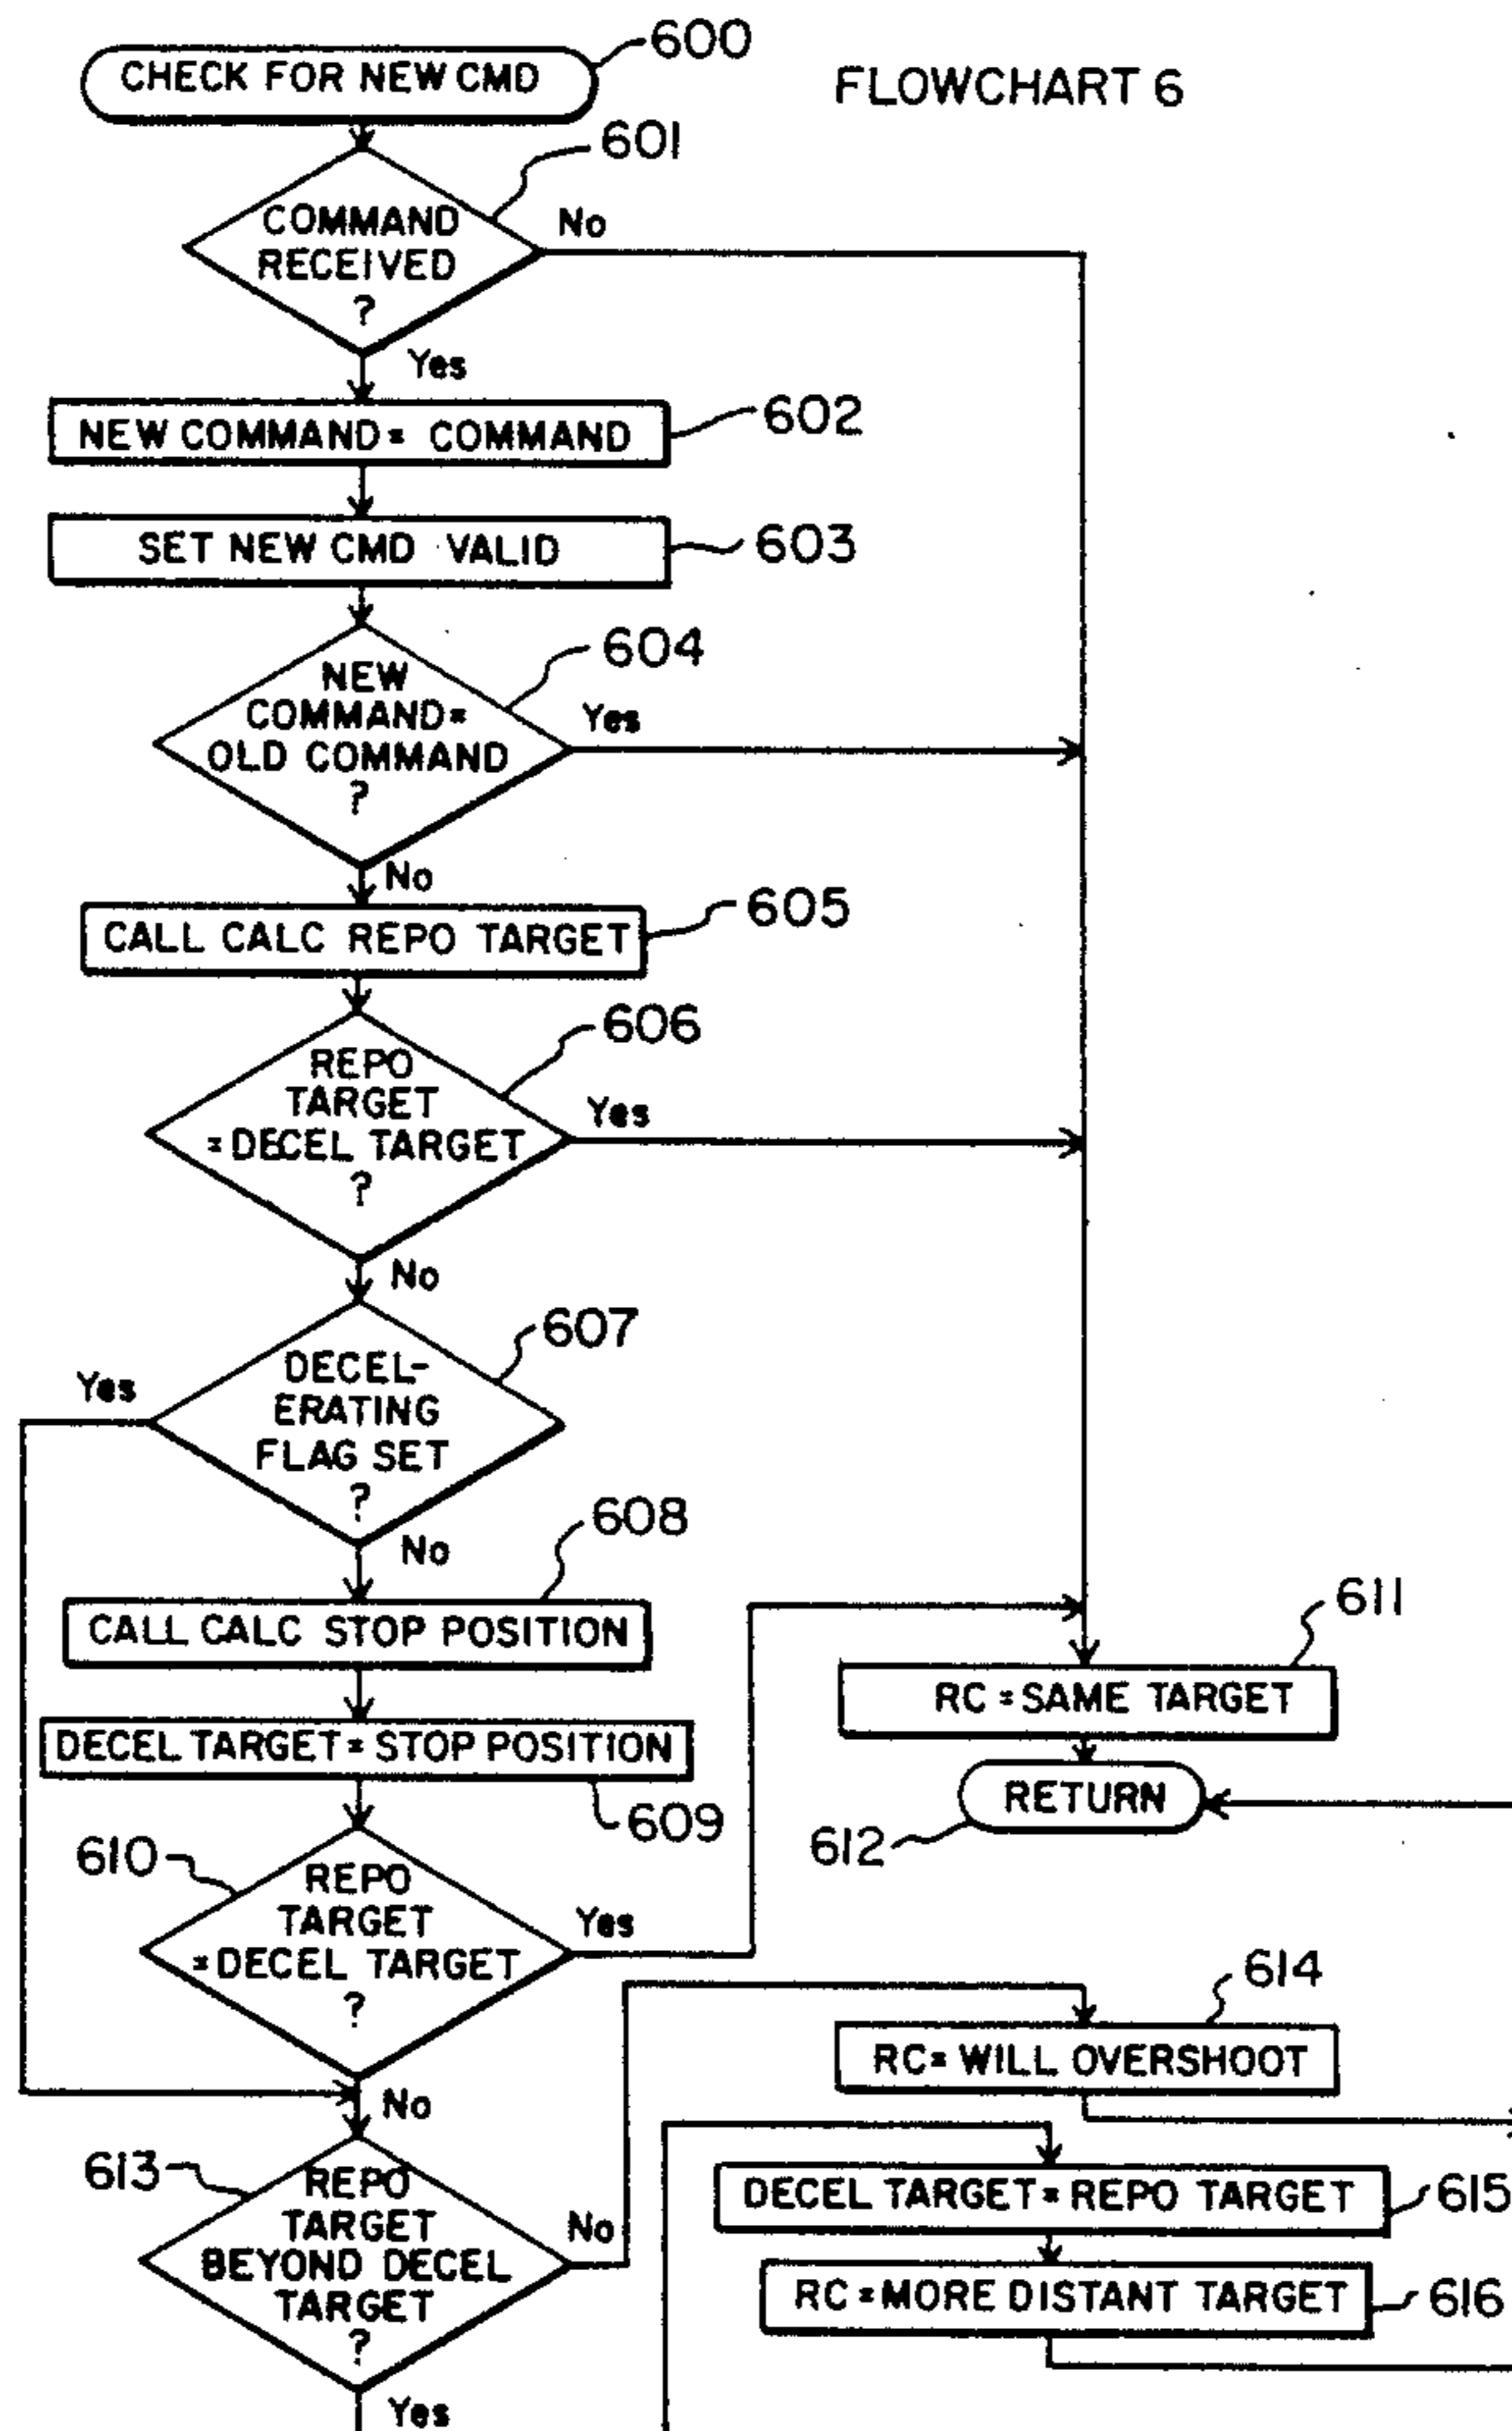 FLOWCHART 6
CHECK FOR NEW CMD
600
601
COMMAND
RECEIVED
?
No
Yes
NEW COMMAND = COMMAND
602
SET NEW CMD VALID
603
604
NEW
COMMAND =
OLD COMMAND
?
Yes
No
CALL CALC REPO TARGET
605
606
REPO
TARGET
= DECEL TARGET
?
Yes
No
607
DECEL-
ERATING
FLAG SET
?
Yes
No
608
CALL CALC STOP POSITION
DECEL TARGET = STOP POSITION
609
610
REPO
TARGET
= DECEL TARGET
?
Yes
No
611
RC = SAME TARGET
RETURN
612
613
REPO
TARGET
BEYOND DECEL
TARGET
?
No
Yes
614
RC = WILL OVERSHOOT
DECEL TARGET = REPO TARGET
615
RC = MORE DISTANT TARGET
616